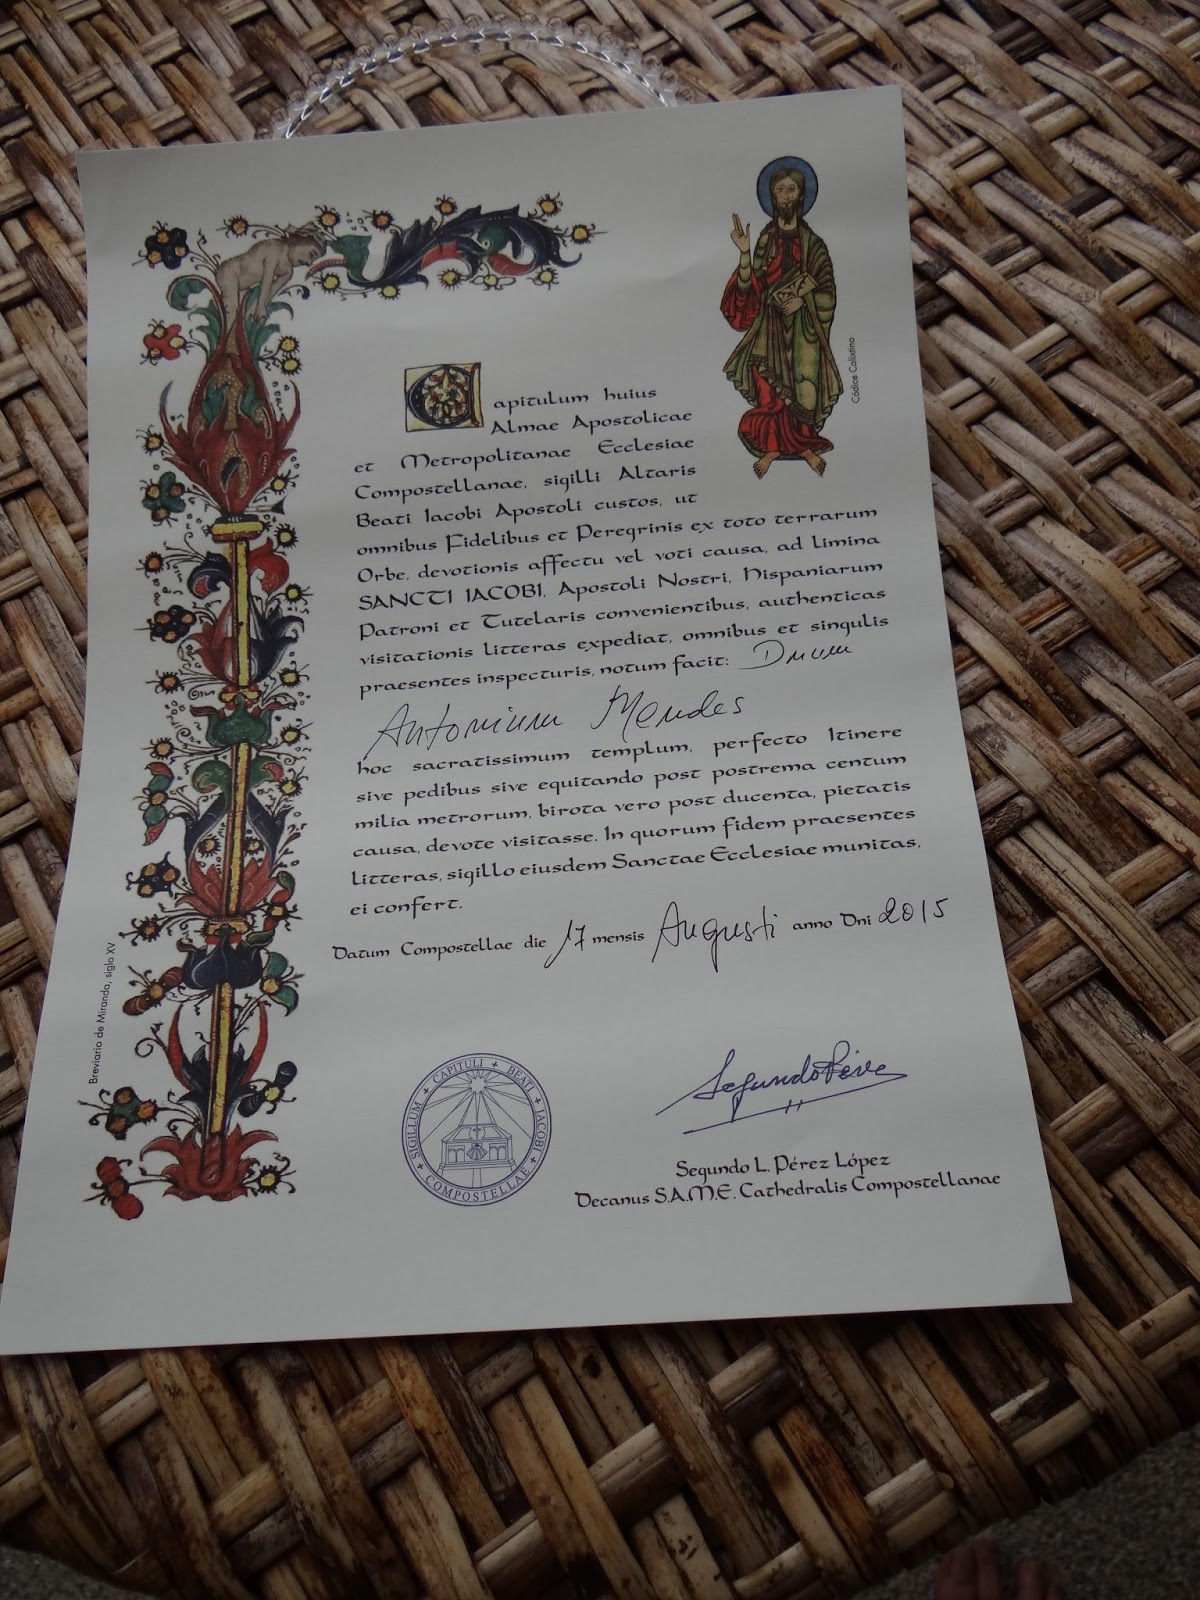 Capitulum huius
Almae Apostolicae
et Metropolitanae Ecclesiae
Compostellanae, sigilli Altaris
Beati Iacobi Apostoli custos, ut
omnibus Fidelibus et Peregrinis ex toto terrarum
Orbe, devotionis affectu vel voti causa, ad limina
SANCTI IACOBI, Apostoli Nostri, Hispaniarum
Patroni et Tutelaris convenientibus, authenticas
visitationis litteras expediat, omnibus et singulis
praesentes inspecturis, notum facit: Dnum
Antonium Mendes
hoc sacratissimum templum, perfecto Itinere
sive pedibus sive equitando post postrema centum
milia metrorum, birota vero post ducenta, pietatis
causa, devote visitasse. In quorum fidem praesentes
litteras, sigillo eiusdem Sanctae Ecclesiae munitas,
ei confert.
Datum Compostellae die 17 mensis Augusti anno Dni 2015
Segundo L. Pérez López
Decanus S.A.M.E. Cathedralis Compostellanae
SIGILLUM + CAPITULI + BEATI + IACOBI + COMPOSTELLAE +
Breviario de Miranda, siglo XV
Códice Calixtino